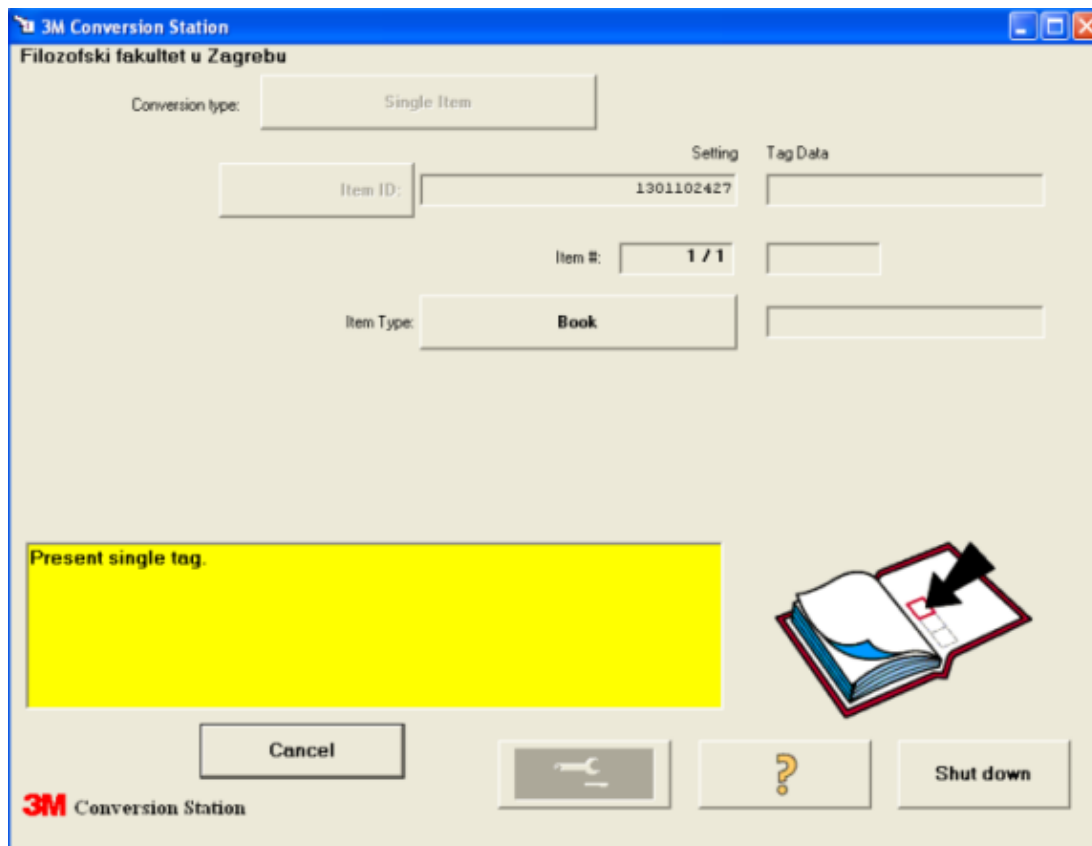 3M Conversion Station
Filozofski fakultet u Zagrebu
Conversion type: Single Item
Setting Tag Data
Item ID: 1301102427
Item #: 1 / 1
Item Type: Book
Present single tag.
Cancel
?
Shut down
3M Conversion Station